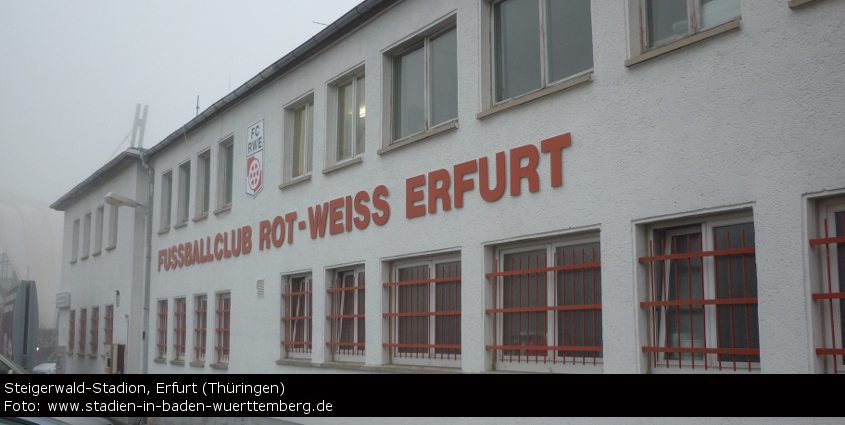 FC
RWE
FUSSBALLCLUB ROT-WEISS ERFURT
Steigerwald-Stadion, Erfurt (Thüringen)
Foto: www.stadien-in-baden-wuerttemberg.de